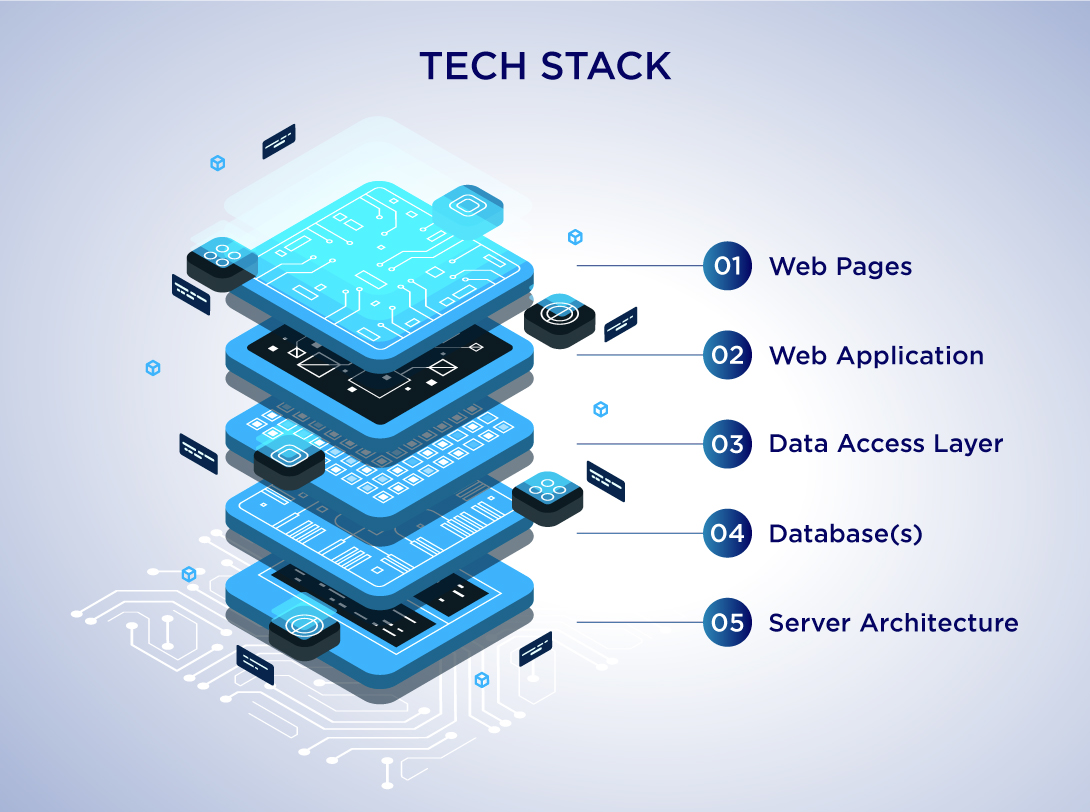 TECH STACK
01 Web Pages
02 Web Application
03 Data Access Layer
04 Database(s)
05 Server Architecture